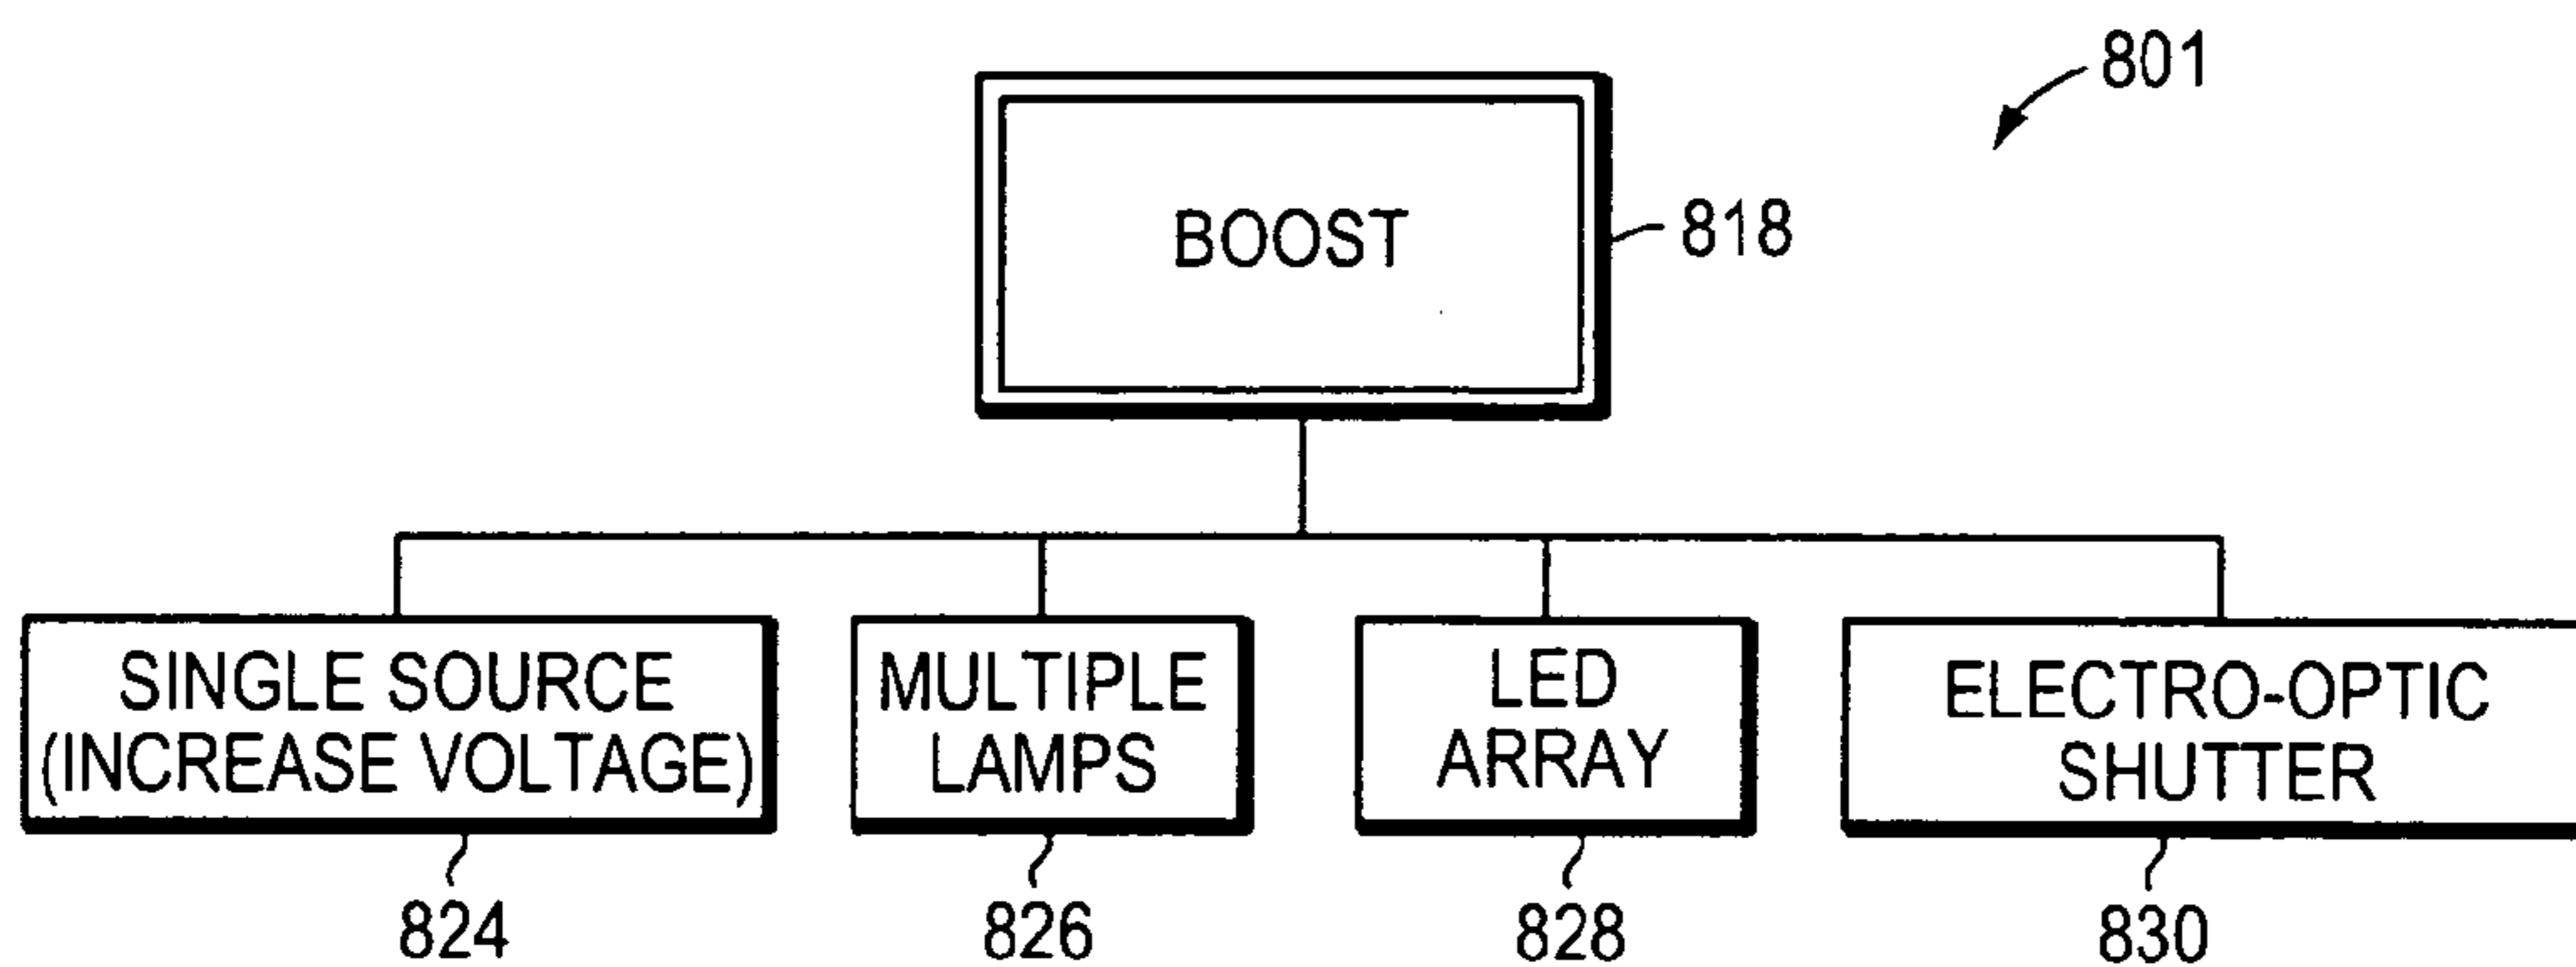 801
BOOST
818
SINGLE SOURCE
(INCREASE VOLTAGE)
MULTIPLE
LAMPS
LED
ARRAY
ELECTRO-OPTIC
SHUTTER
824
826
828
830